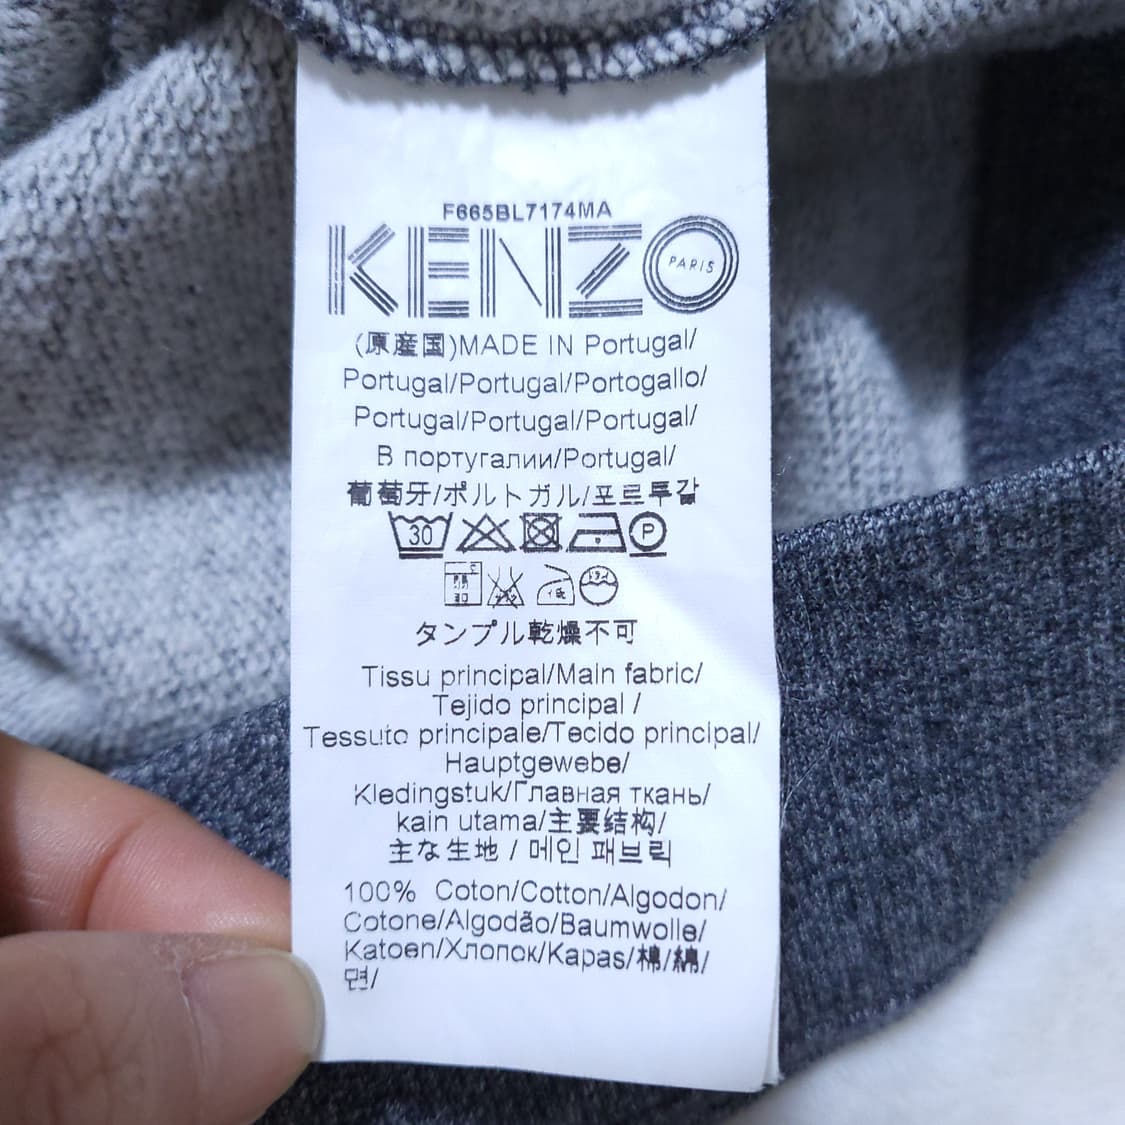 F665BL7174MA
KENZO PARIS
(原産国)MADE IN Portugal/
Portugal/Portugal/Portogallo/
Portugal/Portugal/Portugal/
В португалии/Portugal/
葡萄牙/ポルトガル/포르투갈
30 P
タンプル乾燥不可
Tissu principal/Main fabric/
Tejido principal /
Tessuto principale/Tecido principal/
Hauptgewebe/
Kledingstuk/Главная ткань/
kain utama/主要结构/
主な生地 / 메인 패브릭
100% Coton/Cotton/Algodon/
Cotone/Algodão/Baumwolle/
Katoen/Хлопок/Kapas/棉/綿/
면/